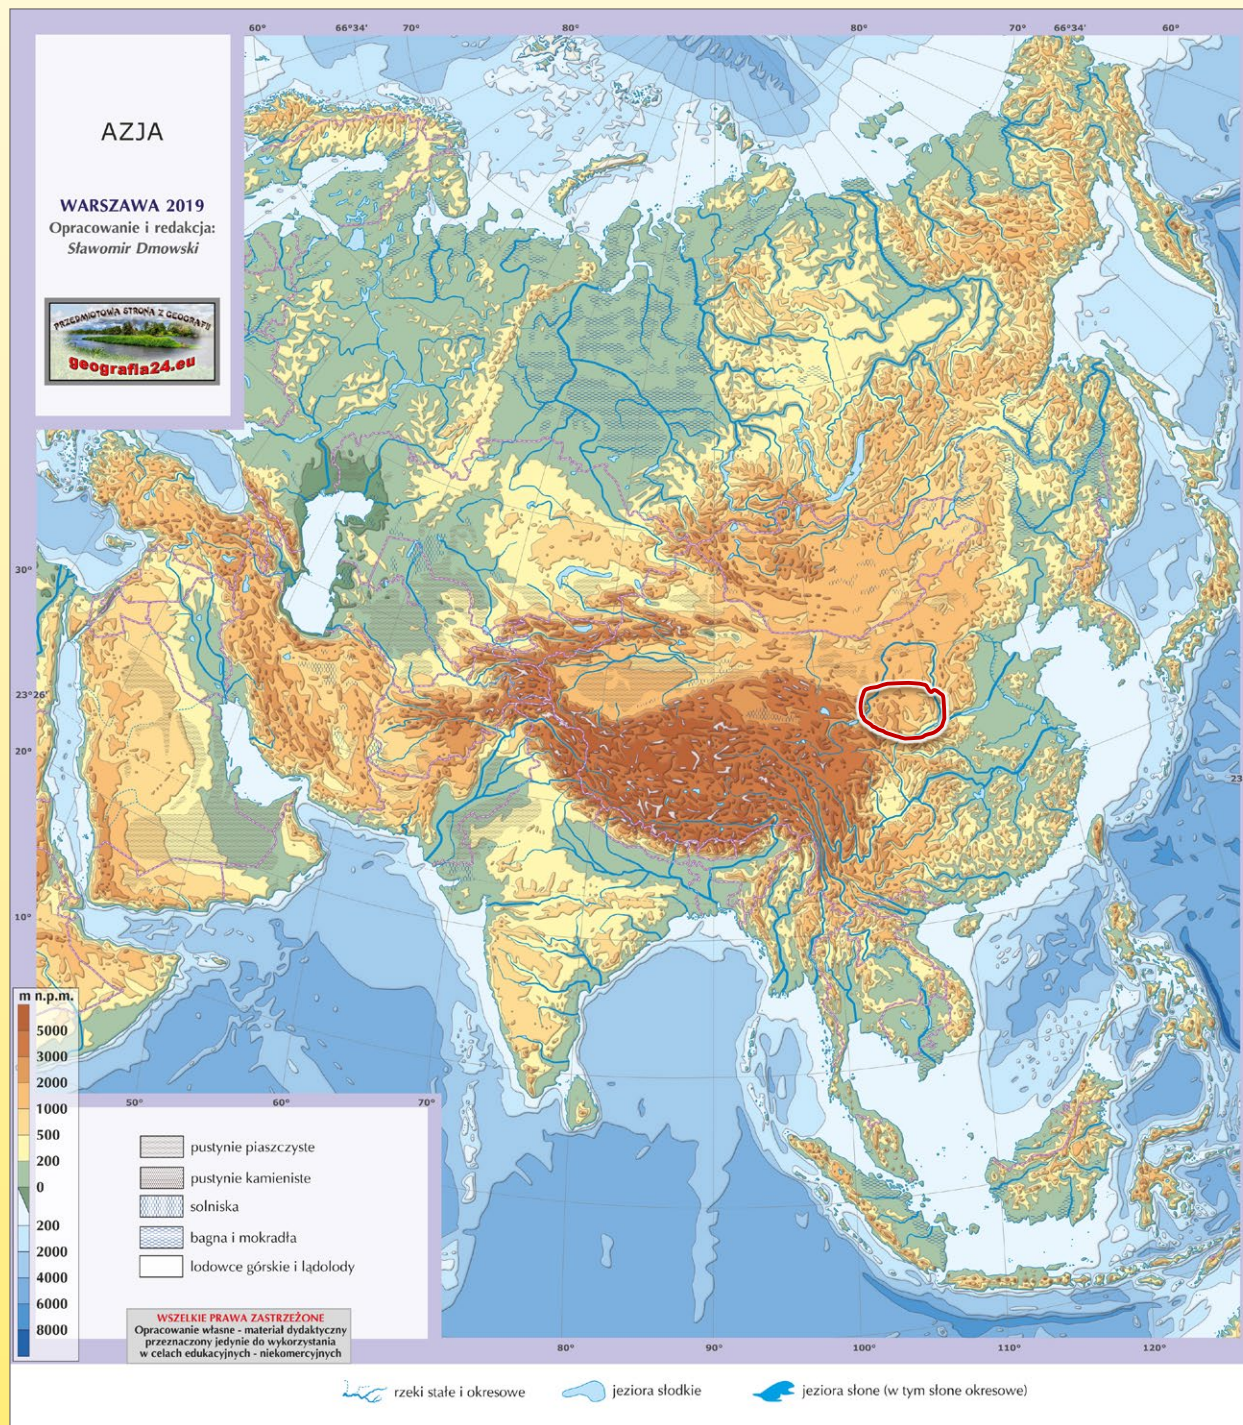 60° 66°34' 70° 80° 80° 70° 66°34' 60°
AZJA
WARSZAWA 2019
Opracowanie i redakcja:
Sławomir Dmowski
PRZEDMIOTOWA STRONA Z GEOGRAFII
geografia24.eu
30°
23°26'
20°
23
10°
m n.p.m.
5000
3000
2000
1000
500
200
0
200
2000
4000
6000
8000
50° 60° 70°
pustynie piaszczyste
pustynie kamieniste
solniska
bagna i mokradła
lodowce górskie i lądolody
WSZELKIE PRAWA ZASTRZEŻONE
Opracowanie własne - materiał dydaktyczny
przeznaczony jedynie do wykorzystania
w celach edukacyjnych - niekomercyjnych
80° 90° 100° 110° 120°
rzeki stałe i okresowe
jeziora słodkie
jeziora słone (w tym słone okresowe)